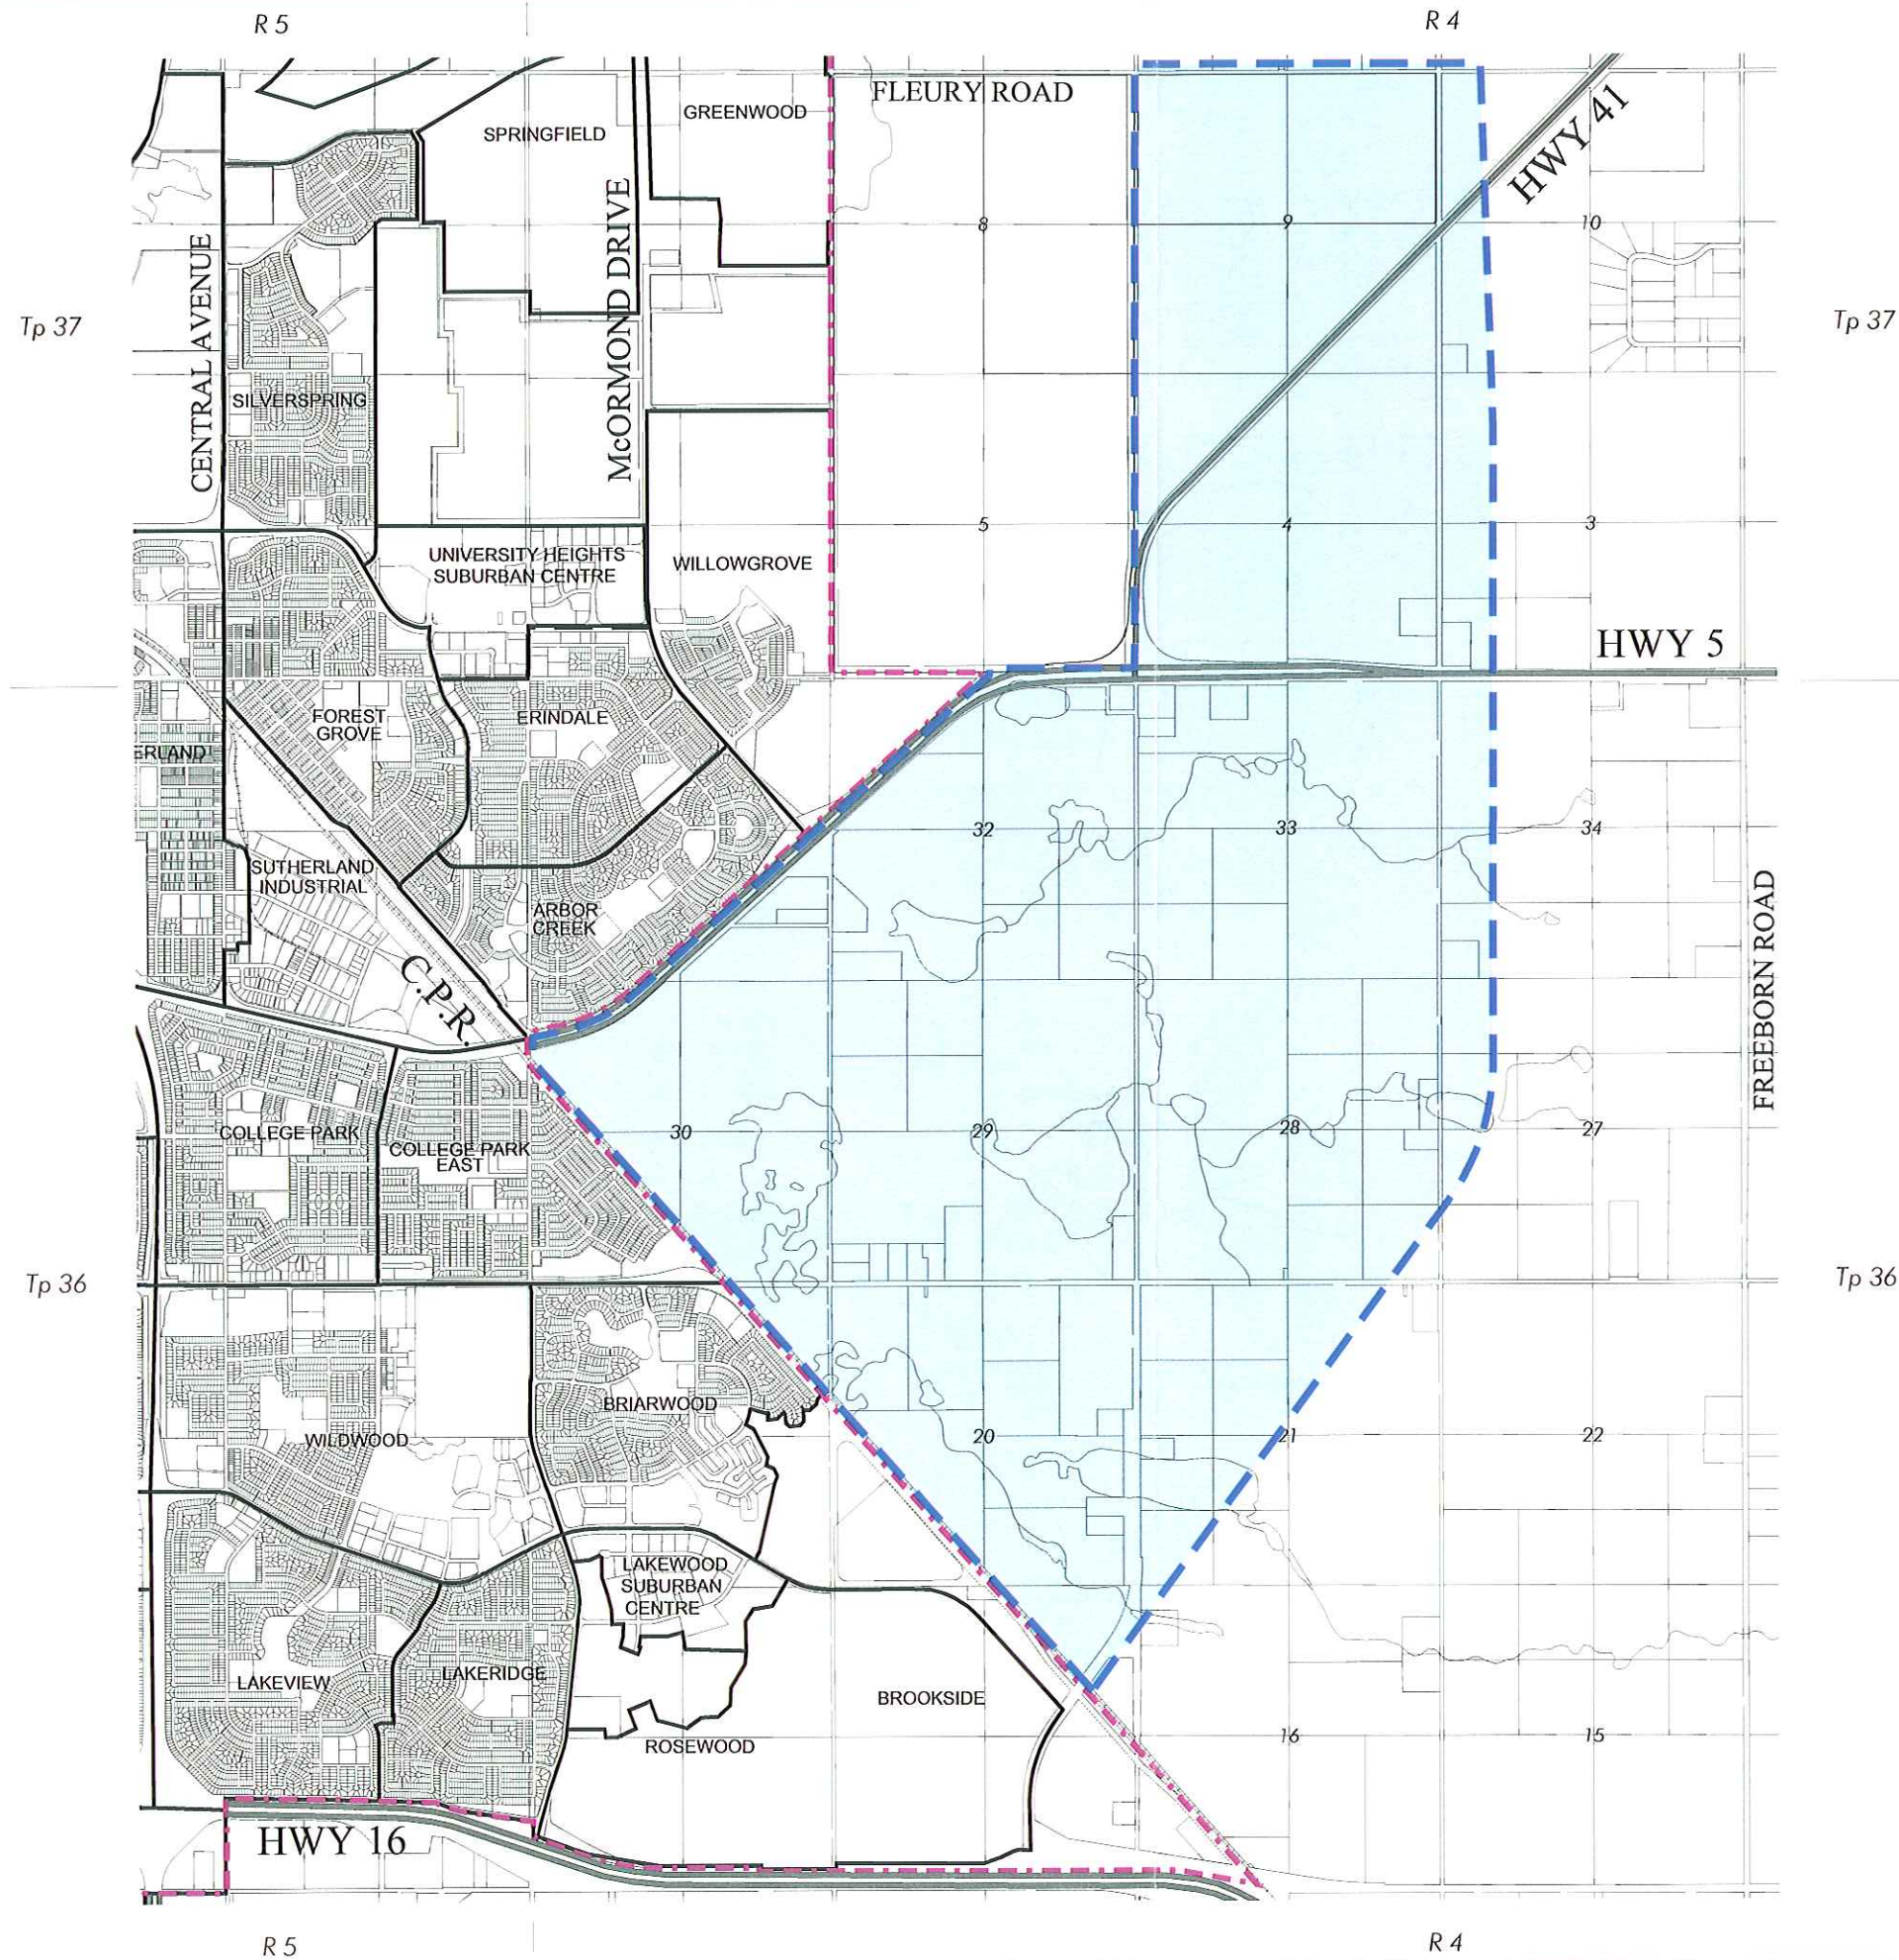 R 5
R 4
FLEURY ROAD
GREENWOOD
SPRINGFIELD
HWY 41
McCORMOND DRIVE
CENTRAL AVENUE
8
9
10
Tp 37
Tp 37
SILVERSPRING
5
4
3
UNIVERSITY HEIGHTS
SUBURBAN CENTRE
WILLOWGROVE
HWY 5
FOREST
GROVE
ERINDALE
ERLAND
32
33
34
SUTHERLAND
INDUSTRIAL
ARBOR
CREEK
FREEBORN ROAD
C.P.R.
COLLEGE PARK
COLLEGE PARK
EAST
30
29
28
27
Tp 36
Tp 36
BRIARWOOD
WILDWOOD
20
21
22
LAKEWOOD
SUBURBAN
CENTRE
LAKEVIEW
LAKERIDGE
BROOKSIDE
ROSEWOOD
16
15
HWY 16
R 5
R 4